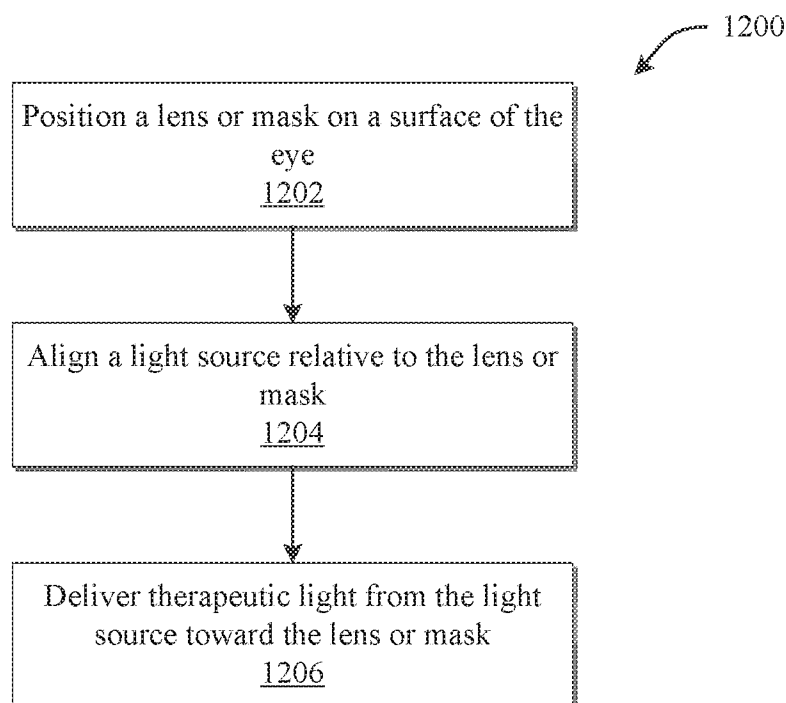 1200
Position a lens or mask on a surface of the
eye
1202
Align a light source relative to the lens or
mask
1204
Deliver therapeutic light from the light
source toward the lens or mask
1206